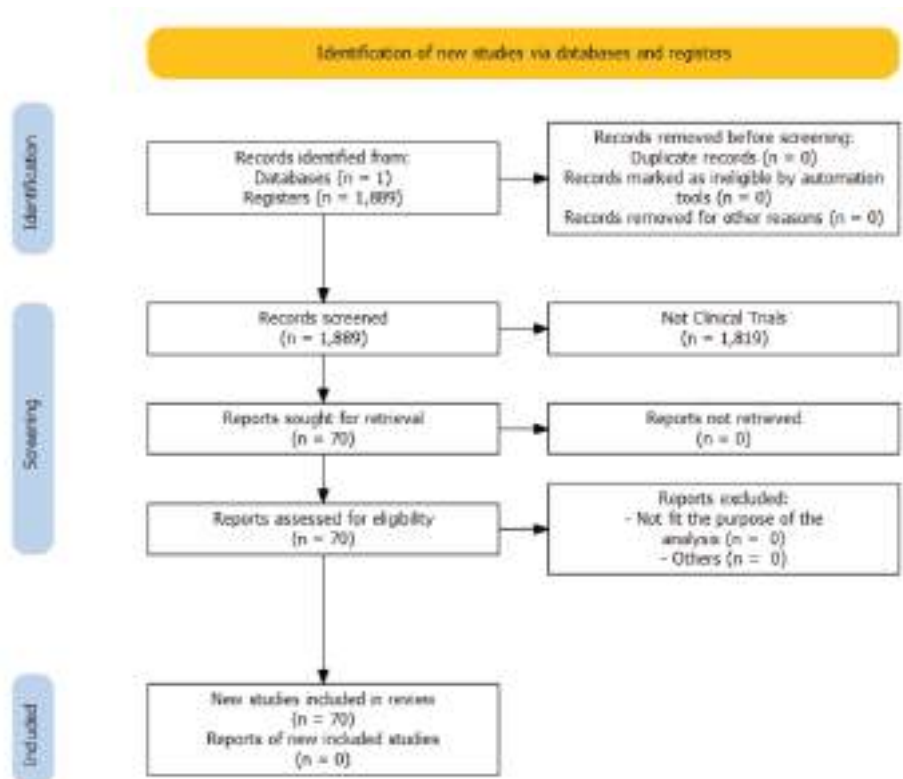 Identification of new studies via databases and registers
Identification
Records identified from:
Databases (n = 1)
Registers (n = 1,889)
Records removed before screening:
Duplicate records (n = 0)
Records marked as ineligible by automation
tools (n = 0)
Records removed for other reasons (n = 0)
Screening
Records screened
(n = 1,889)
Not Clinical Trials
(n = 1,819)
Reports sought for retrieval
(n = 70)
Reports not retrieved
(n = 0)
Reports assessed for eligibility
(n = 70)
Reports excluded:
- Not fit the purpose of the
analysis (n = 0)
- Others (n = 0)
Included
New studies included in review
(n = 70)
Reports of new included studies
(n = 0)